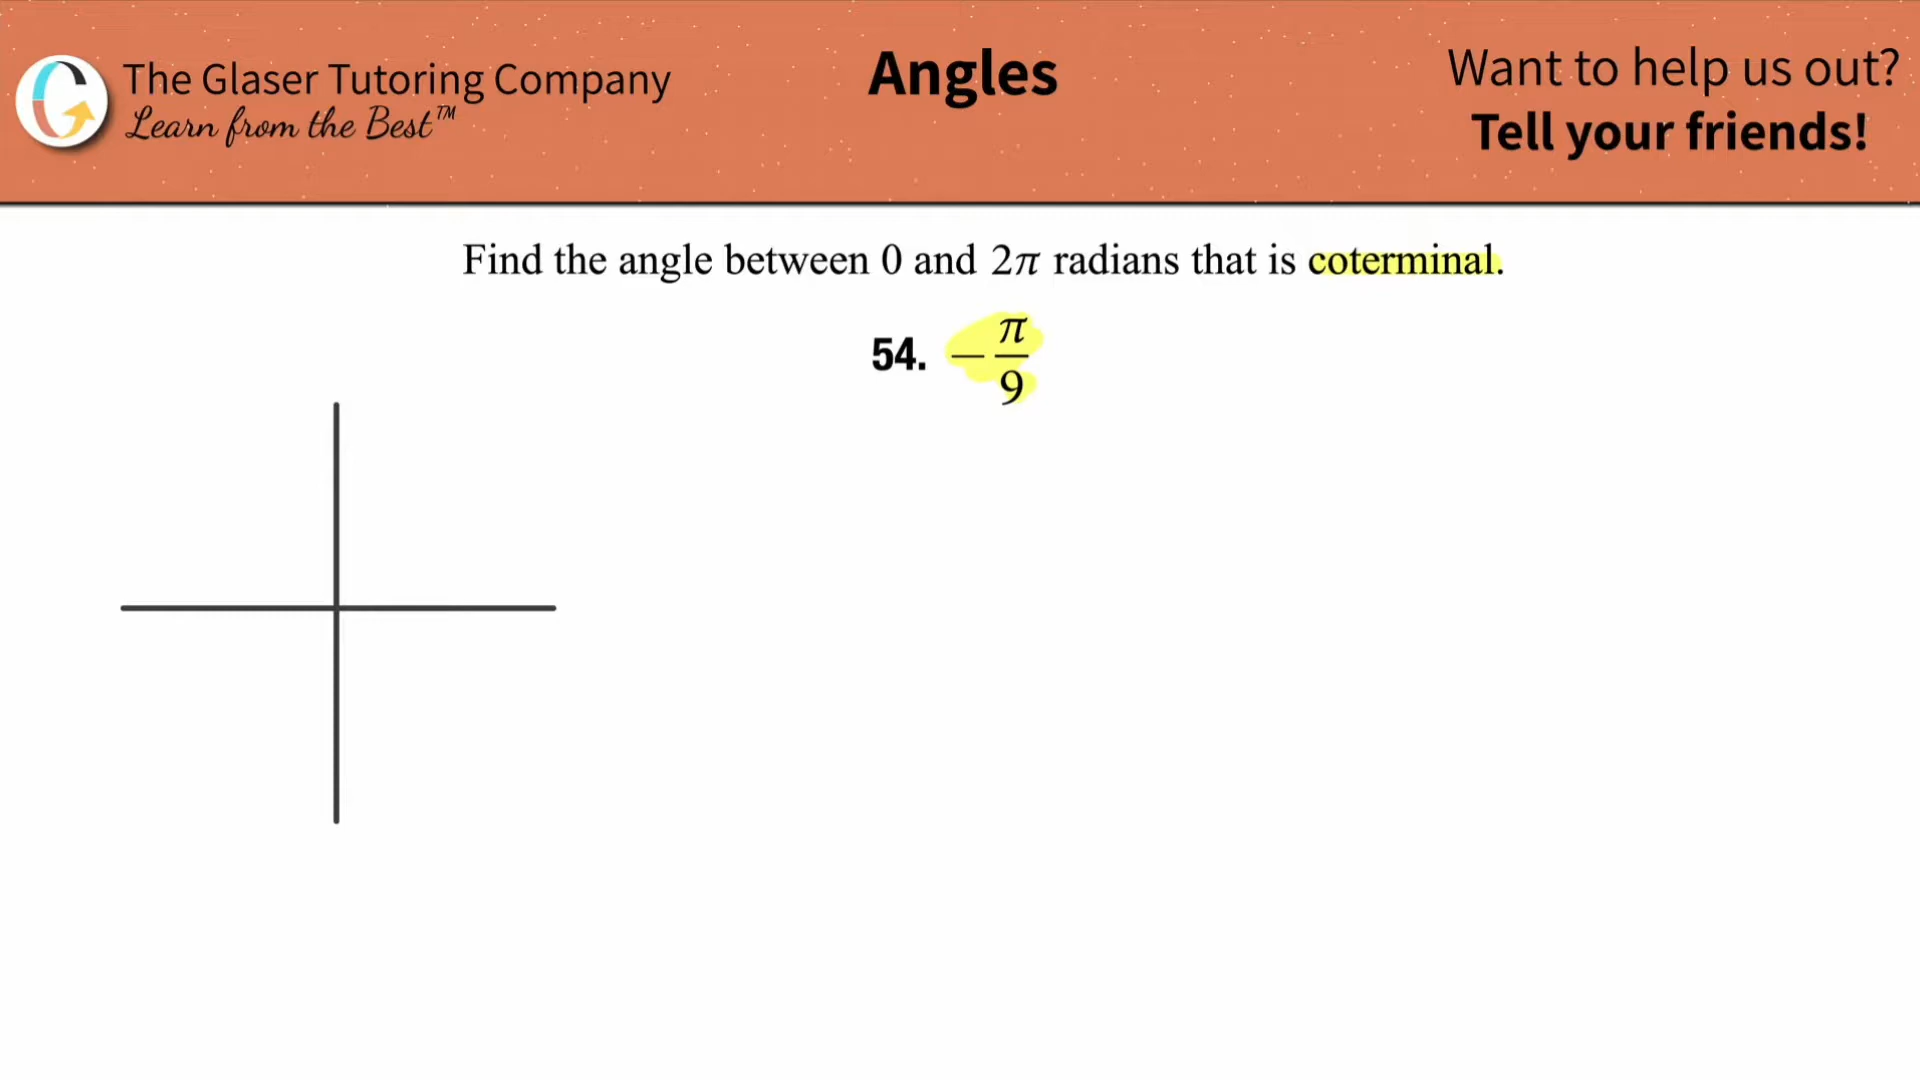 The Glaser Tutoring Company
Learn from the Best™
Angles
Want to help us out?
Tell your friends!
Find the angle between 0 and 2π radians that is coterminal.
54. −π/9